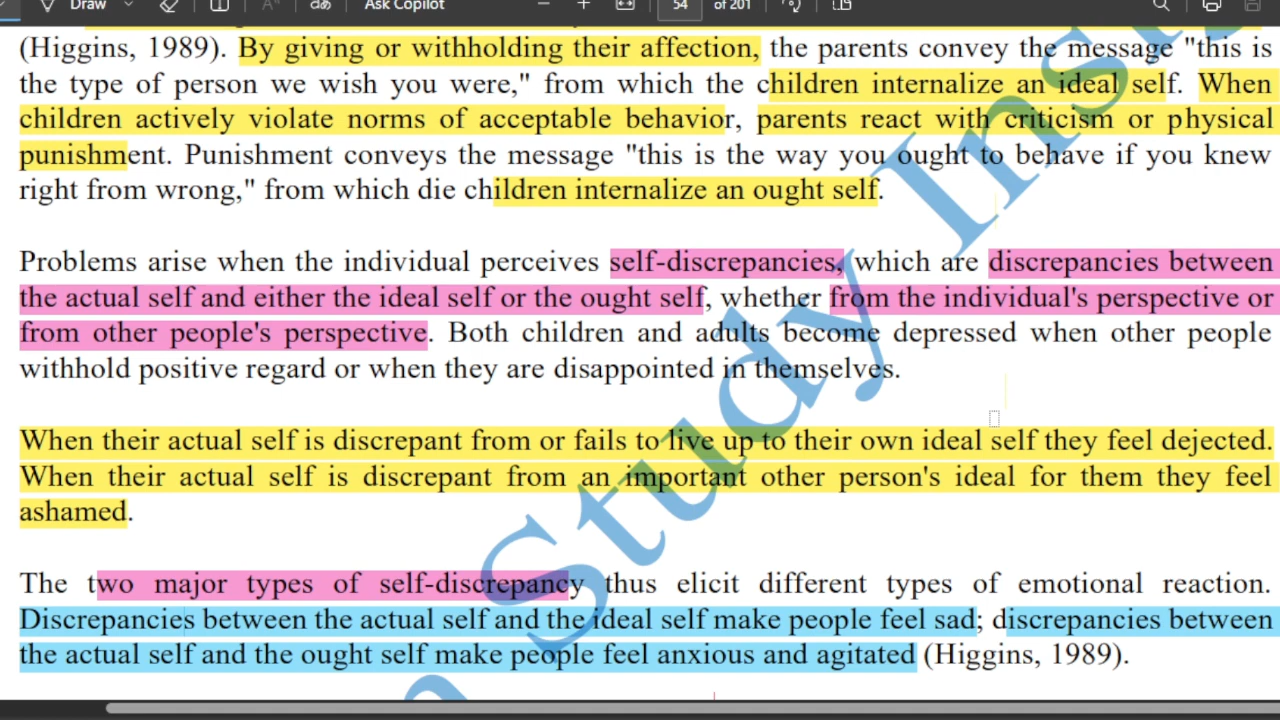 Draw
Ask Copilot
54 of 201
(Higgins, 1989). By giving or withholding their affection, the parents convey the message "this is
the type of person we wish you were," from which the children internalize an ideal self. When
children actively violate norms of acceptable behavior, parents react with criticism or physical
punishment. Punishment conveys the message "this is the way you ought to behave if you knew
right from wrong," from which die children internalize an ought self.
Problems arise when the individual perceives self-discrepancies, which are discrepancies between
the actual self and either the ideal self or the ought self, whether from the individual's perspective or
from other people's perspective. Both children and adults become depressed when other people
withhold positive regard or when they are disappointed in themselves.
When their actual self is discrepant from or fails to live up to their own ideal self they feel dejected.
When their actual self is discrepant from an important other person's ideal for them they feel
ashamed.
The two major types of self-discrepancy thus elicit different types of emotional reaction.
Discrepancies between the actual self and the ideal self make people feel sad; discrepancies between
the actual self and the ought self make people feel anxious and agitated (Higgins, 1989).
Study Inst